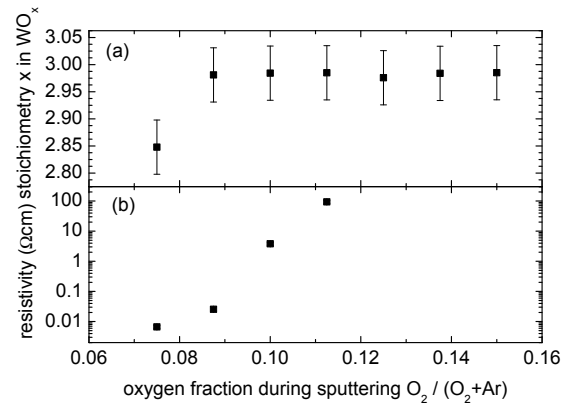 stoichiometry x in WOₓ
3.05
(a)
3.00
2.95
2.90
2.85
2.80
resistivity (Ωcm)
100
(b)
10
1
0.1
0.01
0.06 0.08 0.10 0.12 0.14 0.16
oxygen fraction during sputtering O₂ / (O₂+Ar)